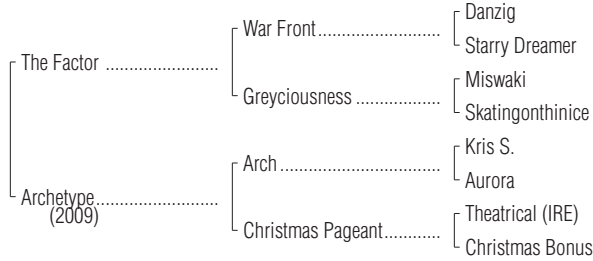 Danzig
War Front
Starry Dreamer
The Factor
Miswaki
Greyciousness
Skatingonthinice
Kris S.
Arch
Aurora
Archetype
(2009)
Theatrical (IRE)
Christmas Pageant
Christmas Bonus